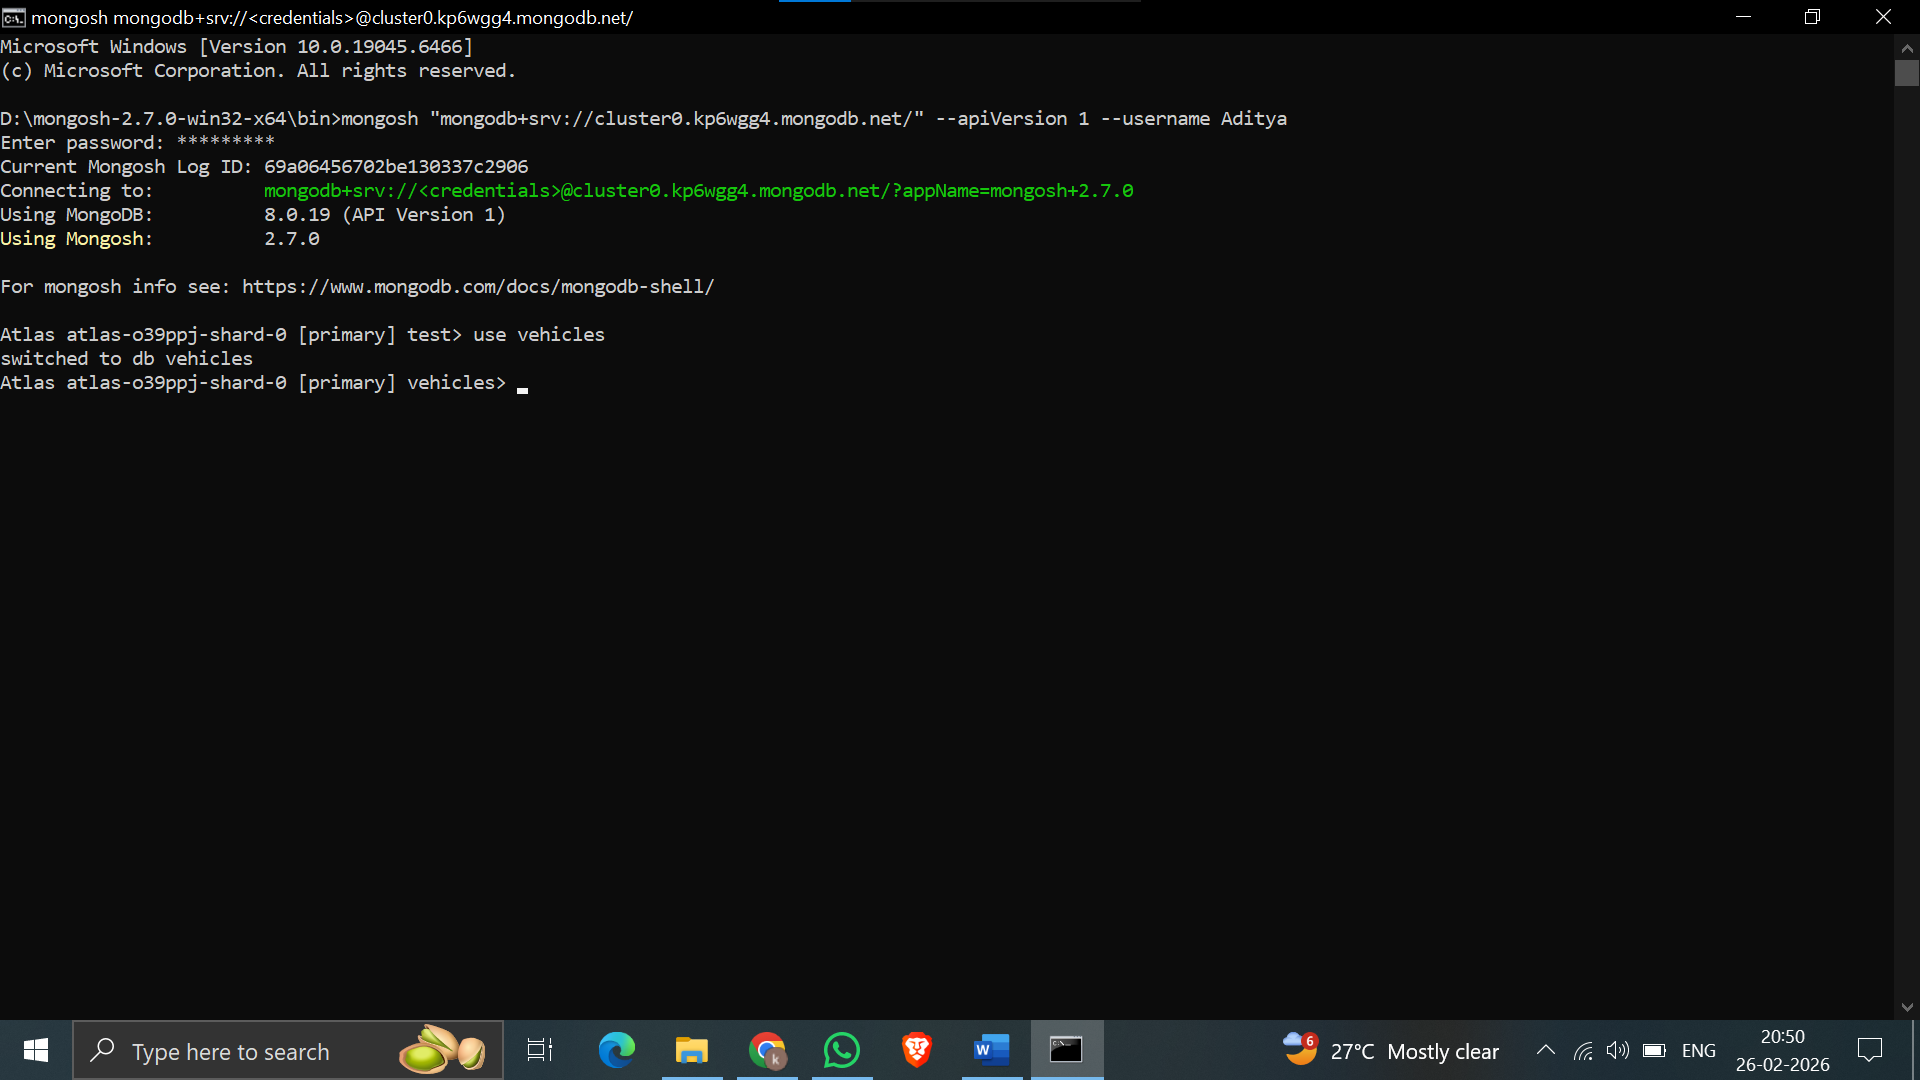 mongosh mongodb+srv://<credentials>@cluster0.kp6wgg4.mongodb.net/
Microsoft Windows [Version 10.0.19045.6466]
(c) Microsoft Corporation. All rights reserved.
D:\mongosh-2.7.0-win32-x64\bin>mongosh "mongodb+srv://cluster0.kp6wgg4.mongodb.net/" --apiVersion 1 --username Aditya
Enter password: *********
Current Mongosh Log ID: 69a06456702be130337c2906
Connecting to: mongodb+srv://<credentials>@cluster0.kp6wgg4.mongodb.net/?appName=mongosh+2.7.0
Using MongoDB: 8.0.19 (API Version 1)
Using Mongosh: 2.7.0
For mongosh info see: https://www.mongodb.com/docs/mongodb-shell/
Atlas atlas-o39ppj-shard-0 [primary] test> use vehicles
switched to db vehicles
Atlas atlas-o39ppj-shard-0 [primary] vehicles>
Type here to search
k
W
6
27°C Mostly clear
ENG
20:50
26-02-2026